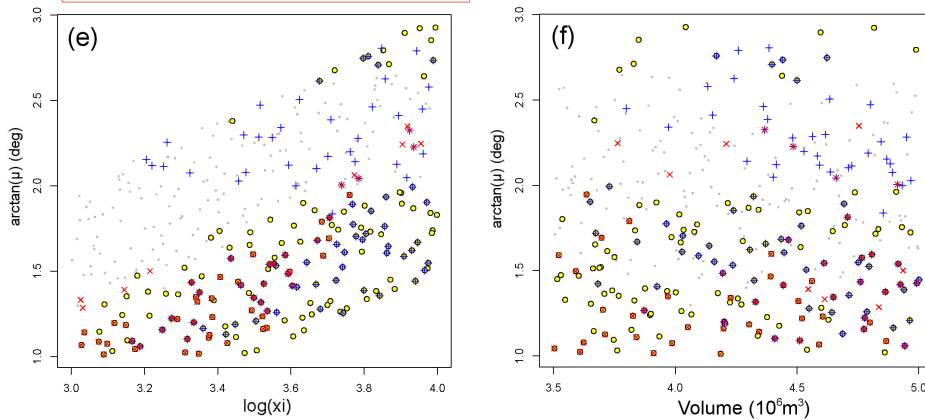 (e)
arctan(μ) (deg)
3.0
2.5
2.0
1.5
1.0
3.0 3.2 3.4 3.6 3.8 4.0
log(xi)
(f)
arctan(μ) (deg)
3.0
2.5
2.0
1.5
1.0
3.5 4.0 4.5 5.0
Volume (10⁶m³)